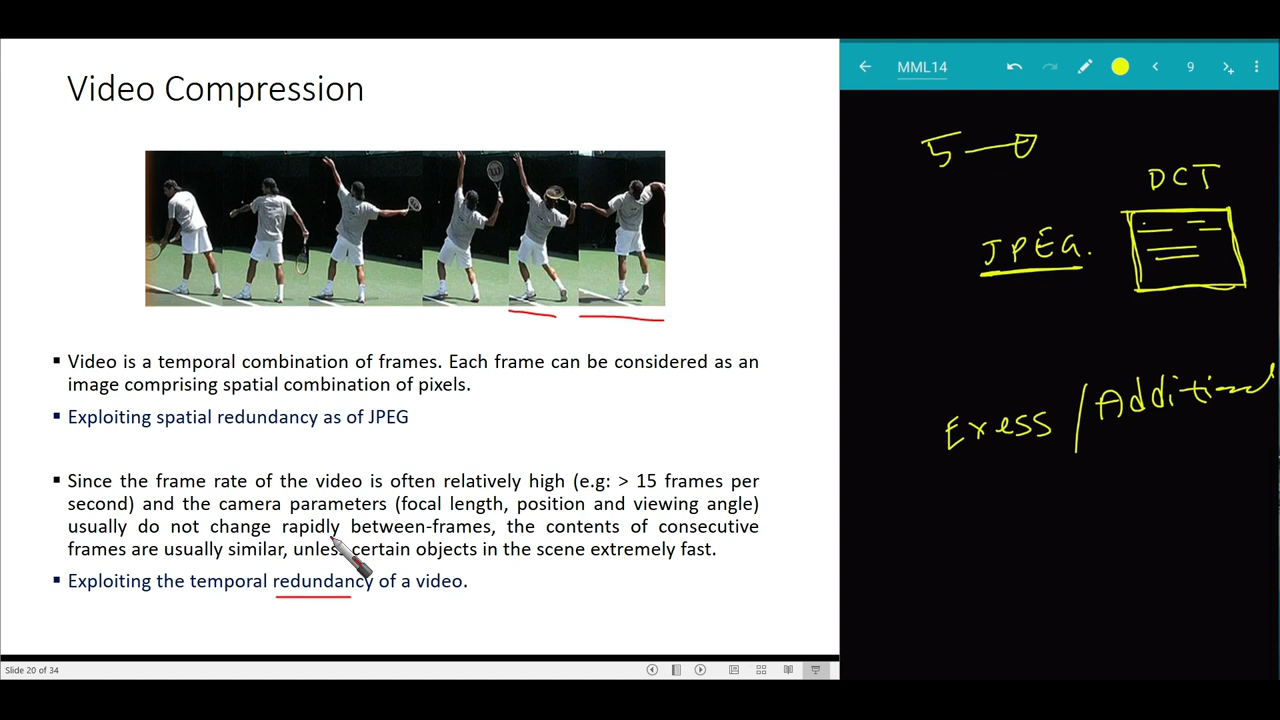 Video Compression
▪ Video is a temporal combination of frames. Each frame can be considered as an
image comprising spatial combination of pixels.
▪ Exploiting spatial redundancy as of JPEG
▪ Since the frame rate of the video is often relatively high (e.g: > 15 frames per
second) and the camera parameters (focal length, position and viewing angle)
usually do not change rapidly between-frames, the contents of consecutive
frames are usually similar, unless certain objects in the scene extremely fast.
▪ Exploiting the temporal redundancy of a video.
Slide 20 of 34
MML14
9
DCT
JPEG.
Exess / Additional